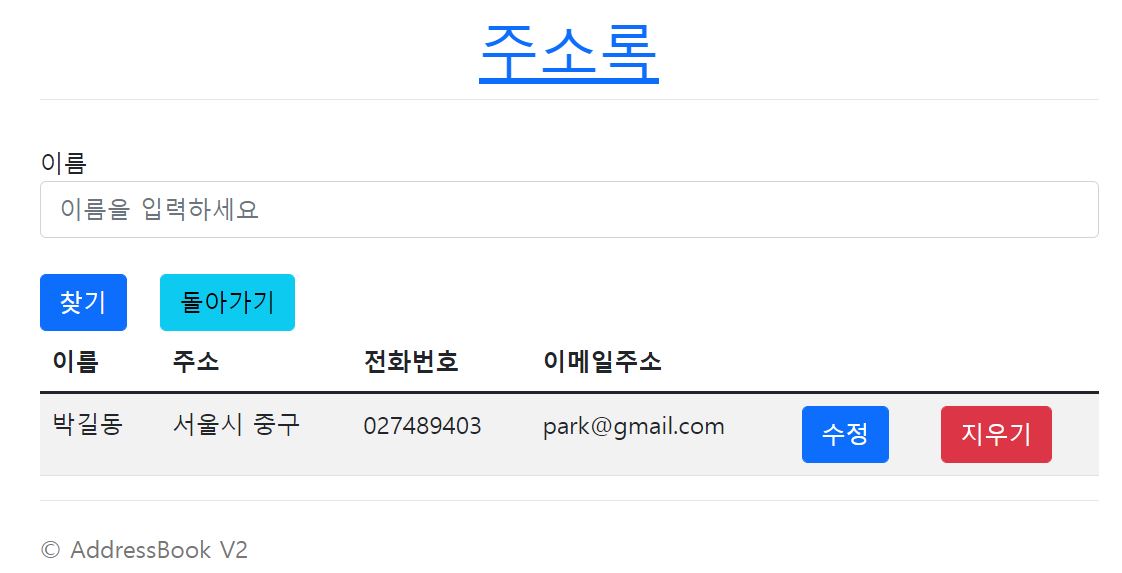 주소록
이름
이름을 입력하세요
찾기 돌아가기
이름 주소 전화번호 이메일주소
박길동 서울시 중구 027489403 park@gmail.com 수정 지우기
© AddressBook V2